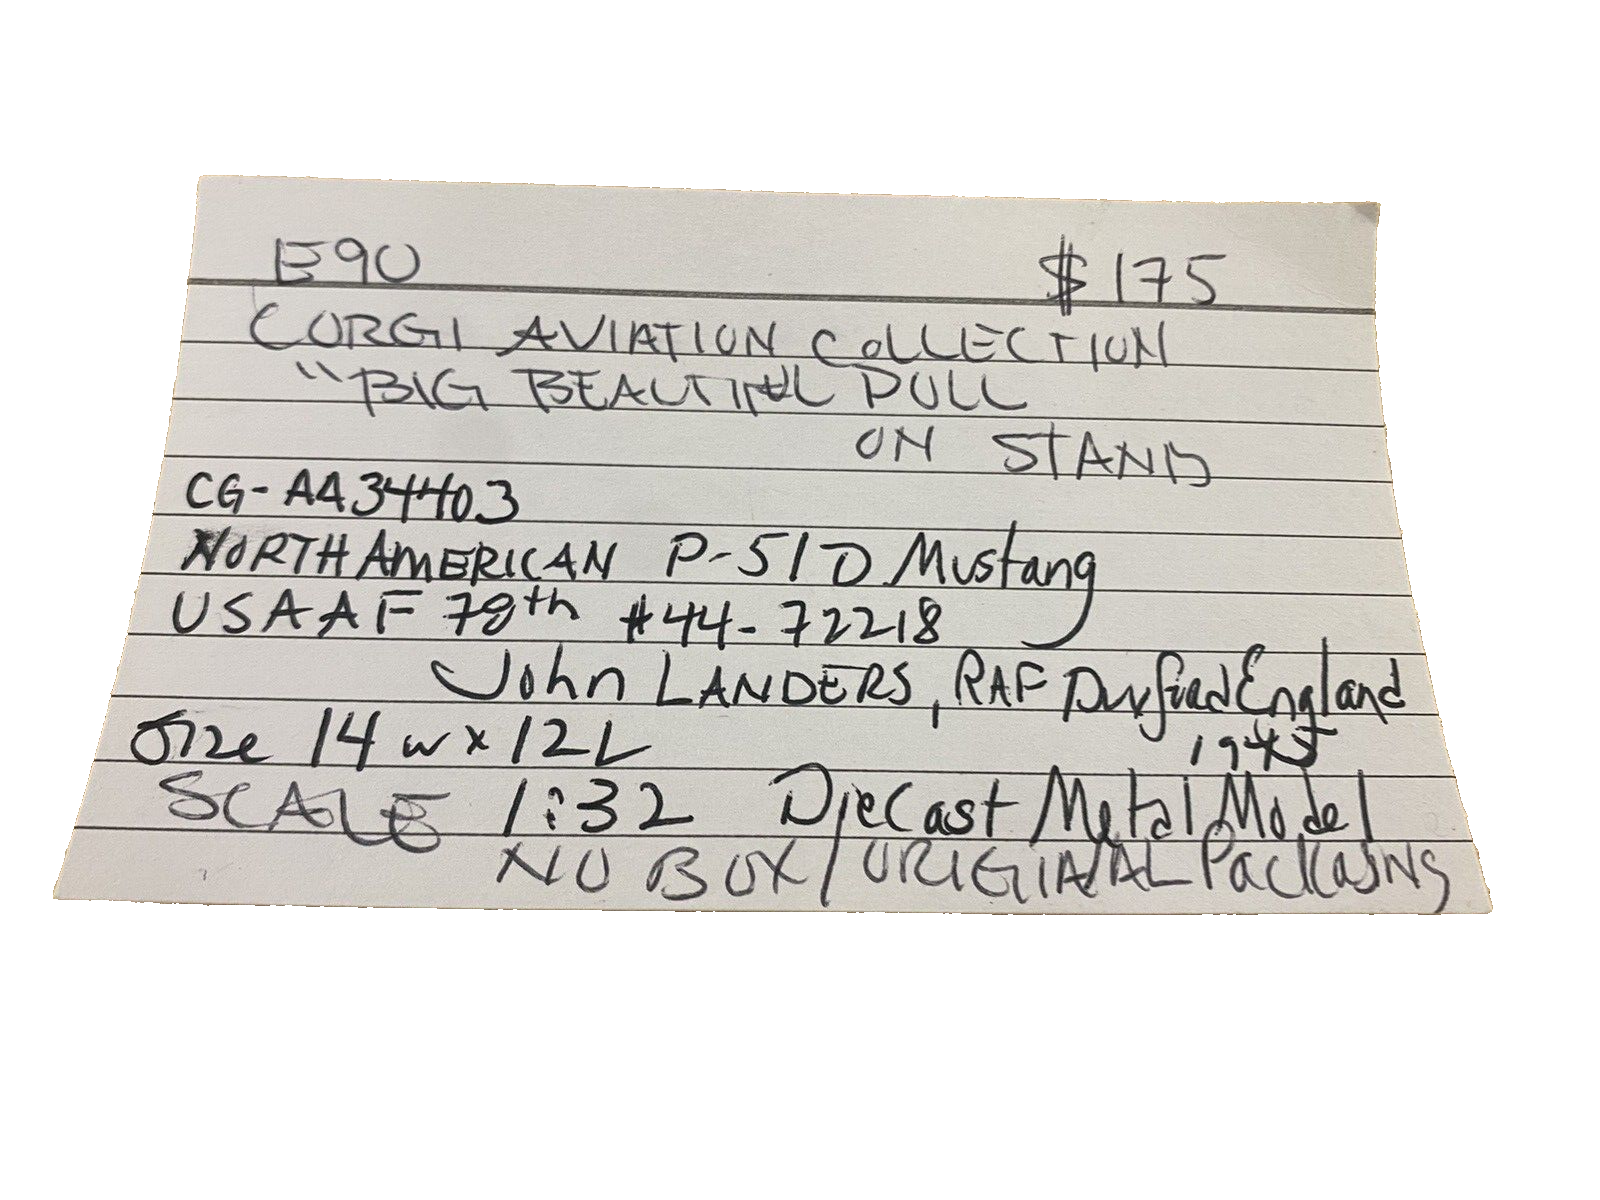 E90 $175
CORGI AVIATION COLLECTION
"BIG BEAUTIFUL DOLL
ON STAND
CG-AA34403
NORTH AMERICAN P-51D Mustang
USAAF 78th #44-72218
John LANDERS, RAF Duxford England
1945
Size 14 w x 12 L
SCALE 1:32 DieCast Metal Model
NO BOX/ORIGINAL Packasing